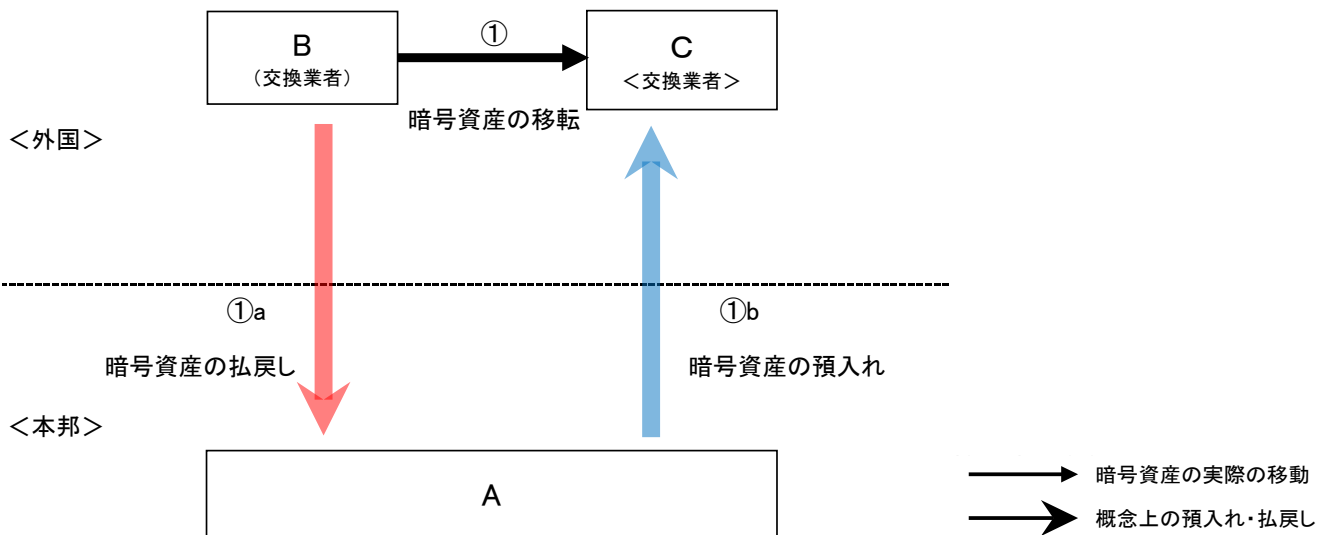 B
(交換業者)
①
C
<交換業者>
暗号資産の移転
<外国>
①a
①b
暗号資産の払戻し
暗号資産の預入れ
<本邦>
A
暗号資産の実際の移動
概念上の預入れ・払戻し